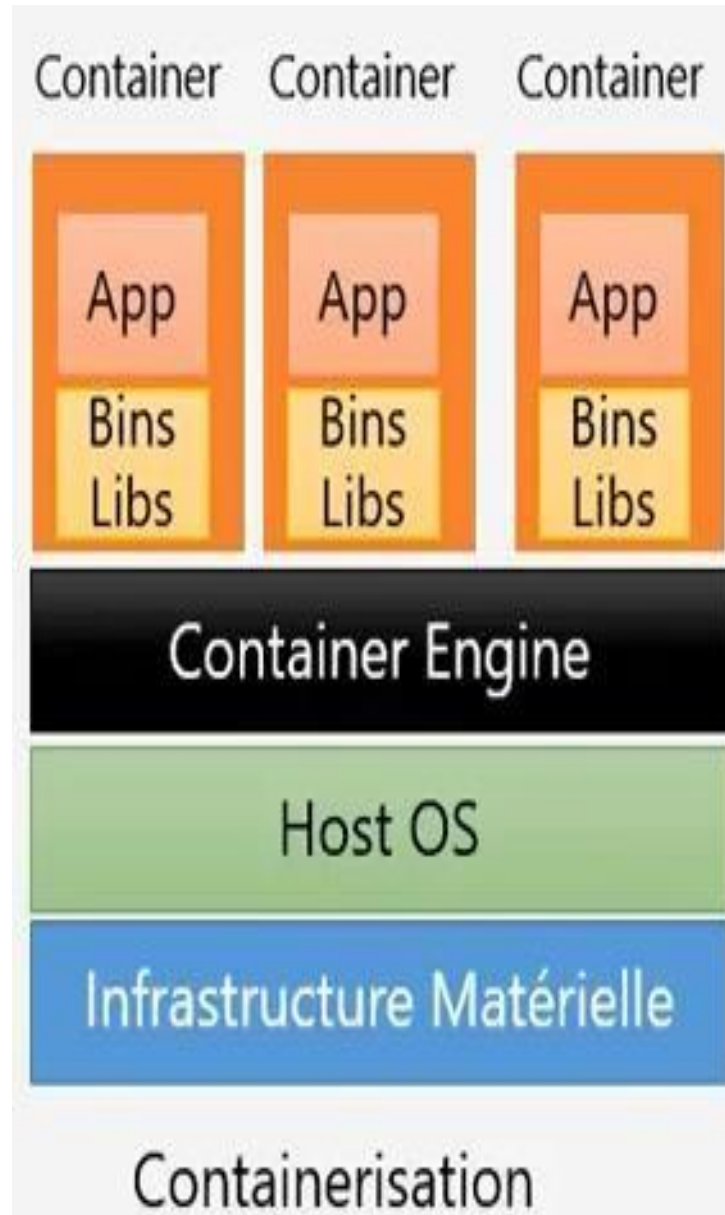 Container Container Container
App App App
Bins Bins Bins
Libs Libs Libs
Container Engine
Host OS
Infrastructure Matérielle
Containerisation